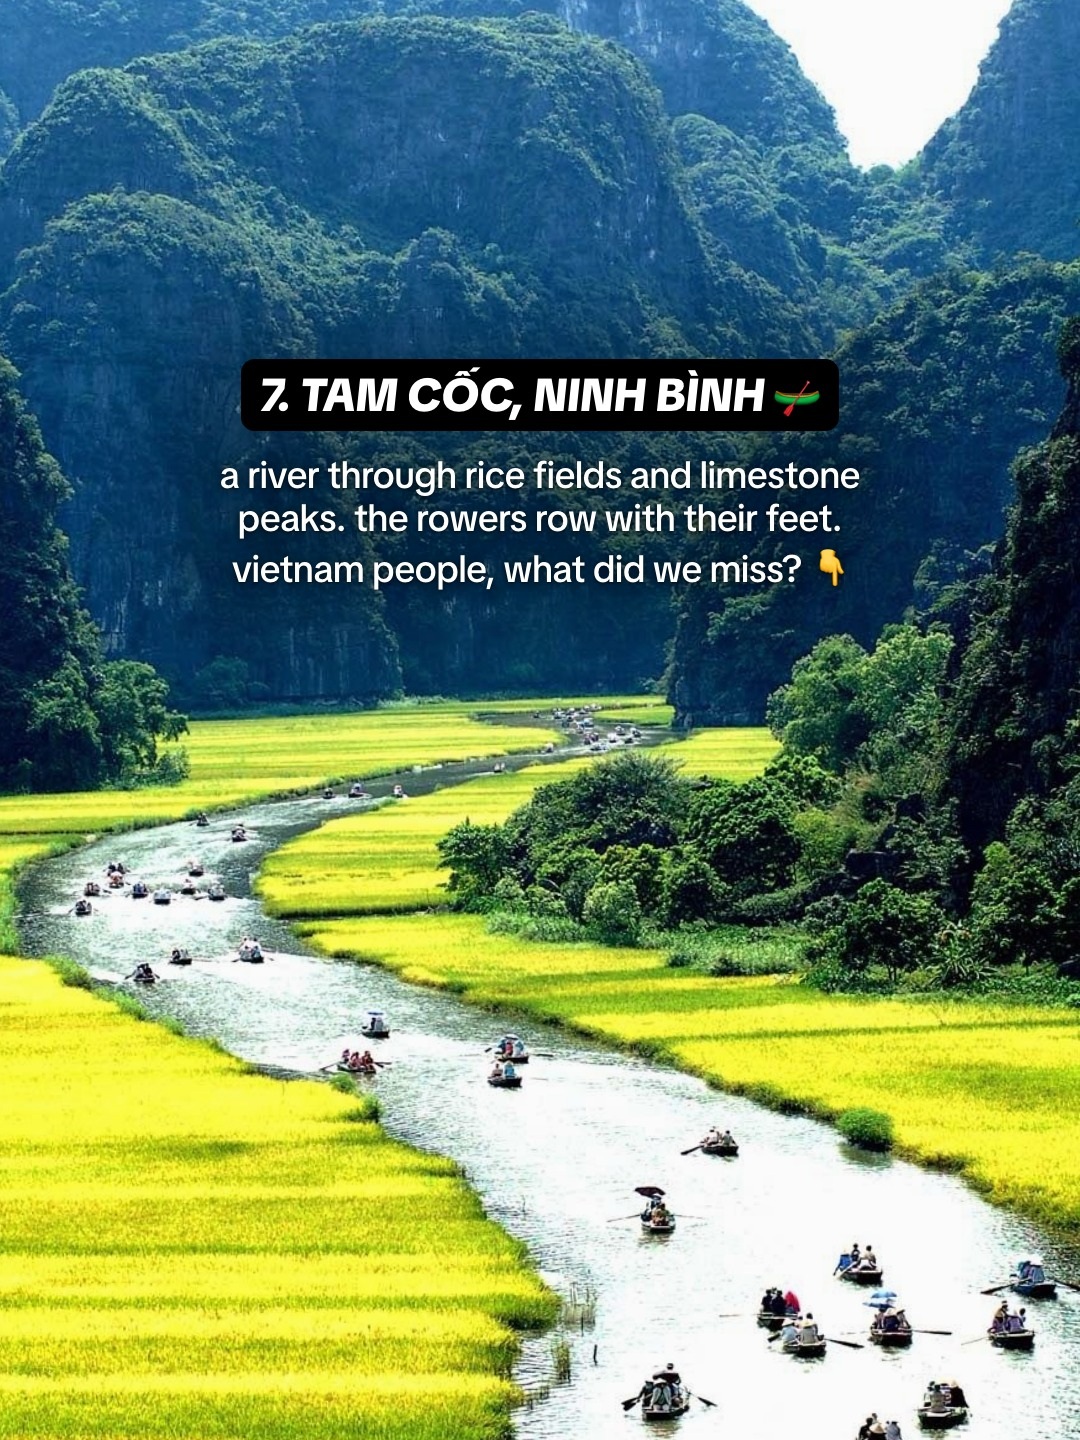 7. TAM CỐC, NINH BÌNH 🛶
a river through rice fields and limestone
peaks. the rowers row with their feet.
vietnam people, what did we miss? 👇